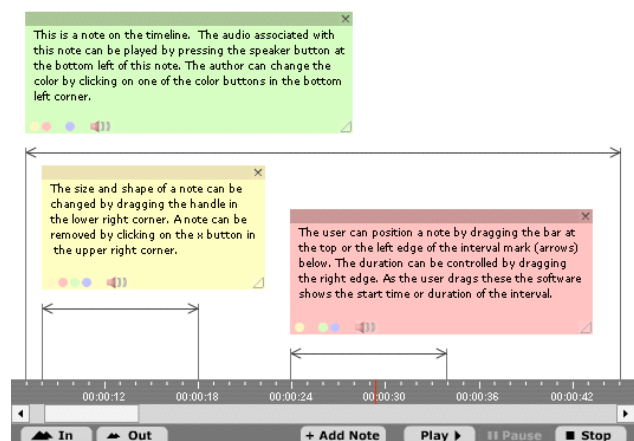 This is a note on the timeline. The audio associated with
this note can be played by pressing the speaker button at
the bottom left of this note. The author can change the
color by clicking on one of the color buttons in the bottom
left corner.
The size and shape of a note can be
changed by dragging the handle in
the lower right corner. A note can be
removed by clicking on the x button in
the upper right corner.
The user can position a note by dragging the bar at
the top or the left edge of the interval mark (arrows)
below. The duration can be controlled by dragging
the right edge. As the user drags these the software
shows the start time or duration of the interval.
00:00:12 00:00:18 00:00:24 00:00:30 00:00:36 00:00:42
In Out + Add Note Play Pause Stop